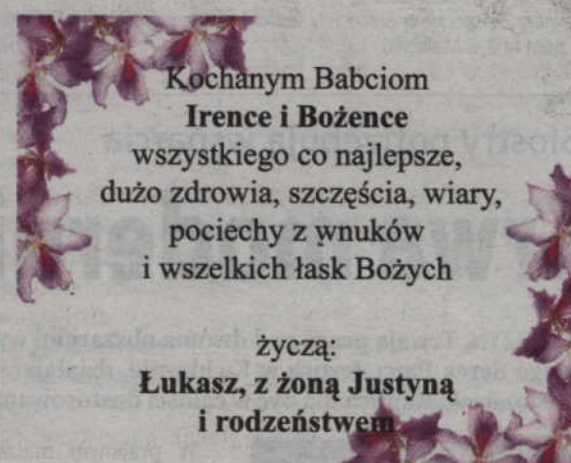 Kochanym Babciom
Irence i Bożence
wszystkiego co najlepsze,
dużo zdrowia, szczęścia, wiary,
pociechy z wnuków
i wszelkich łask Bożych
życzą:
Łukasz, z żoną Justyną
i rodzeństwem